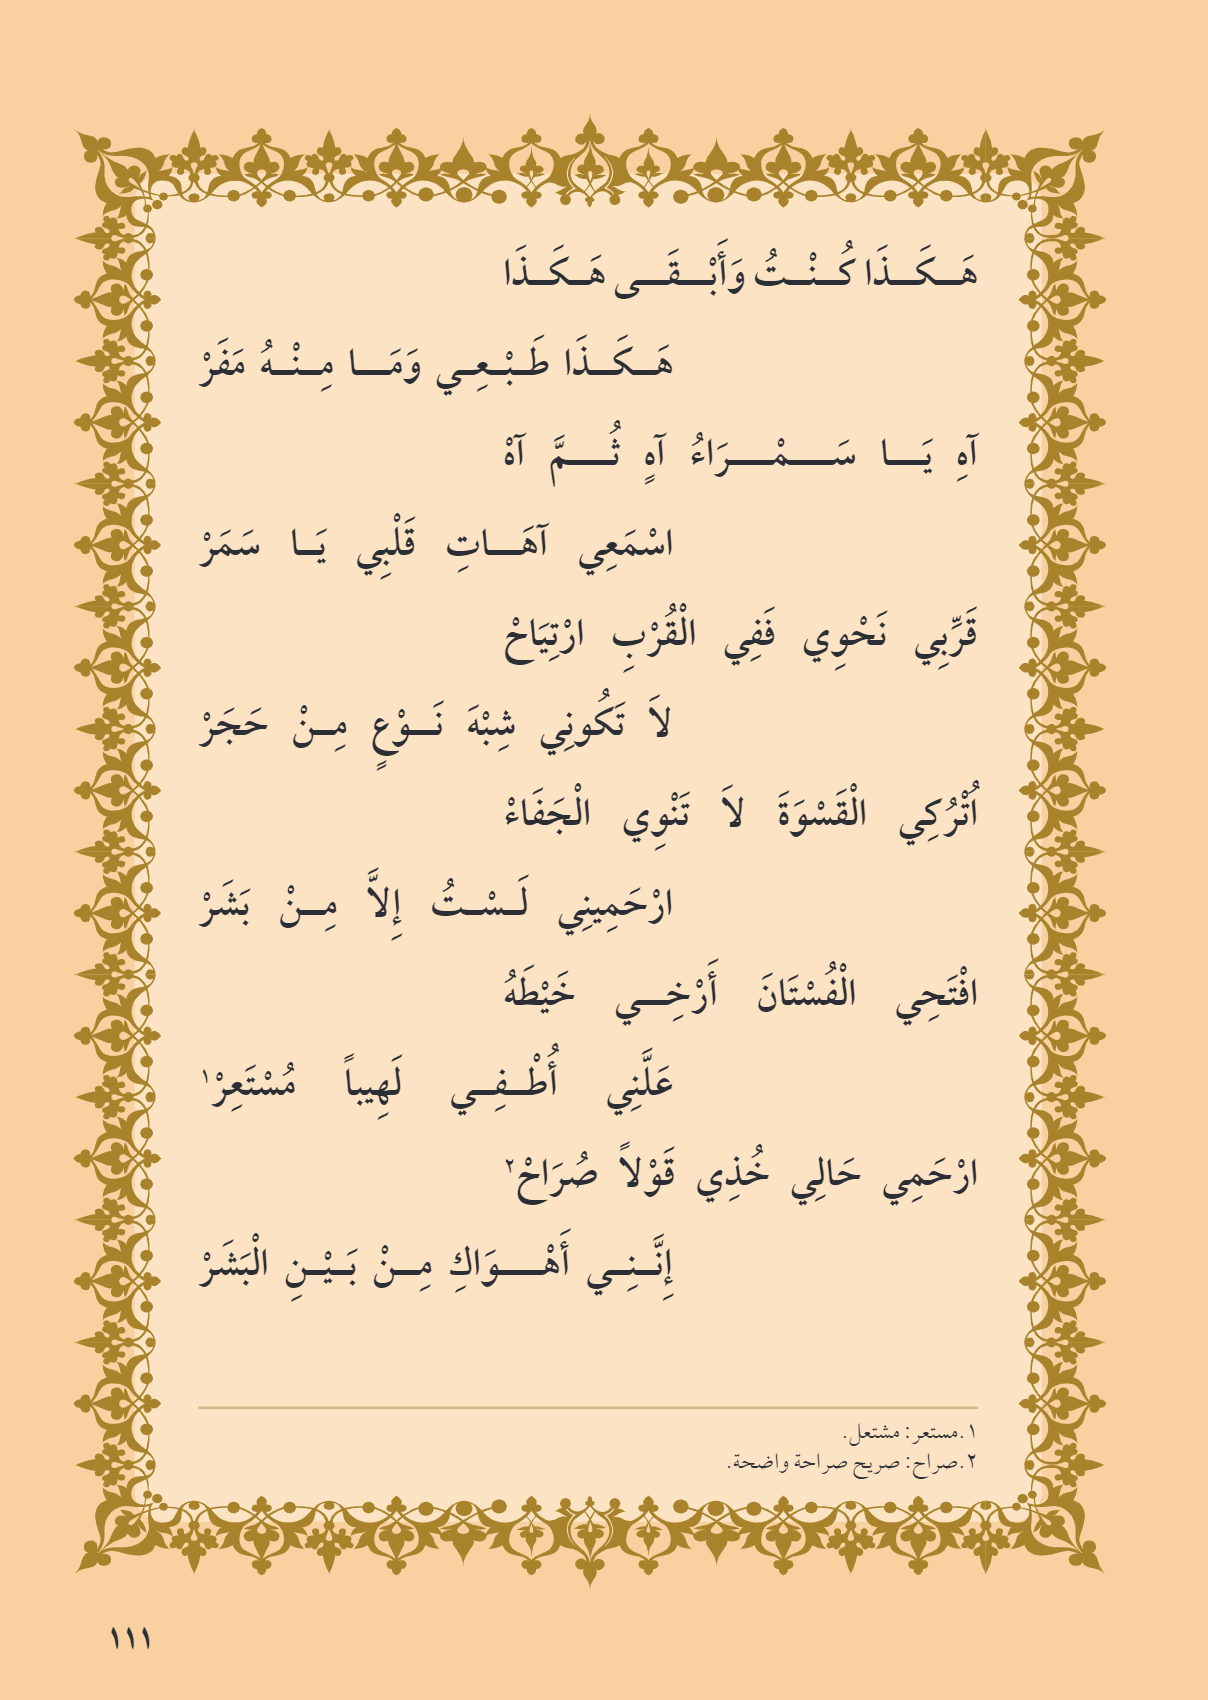 هَـكَـذَا كُـنْـتُ وَأَبْـقَـى هَـكَـذَا
هَـكَـذَا طَـبْـعِـي وَمَـا مِـنْـهُ مَفَرْ
آهِ يَـا سَـمْـرَاءُ آهٍ ثُـمَّ آهْ
اسْمَعِي آهَـاتِ قَلْبِي يَـا سَمَرْ
قَرِّبِي نَحْوِي فَفِي الْقُرْبِ ارْتِيَاحْ
لاَ تَكُونِي شِبْهَ نَـوْعٍ مِـنْ حَجَرْ
اُتْرُكِي الْقَسْوَةَ لاَ تَنْوِي الْجَفَاءْ
ارْحَمِينِي لَـسْـتُ إِلاَّ مِـنْ بَشَرْ
افْتَحِي الْفُسْتَانَ أَرْخِـي خَيْطَهُ
عَلَّنِي أُطْـفِـي لَهِيباً مُسْتَعِرْ١
ارْحَمِي حَالِي خُذِي قَوْلاً صُرَاحْ٢
إِنَّـنِـي أَهْـوَاكِ مِـنْ بَـيْـنِ الْبَشَرْ
١.مستعر: مشتعل.
٢.صراح: صريح صراحة واضحة.
١١١